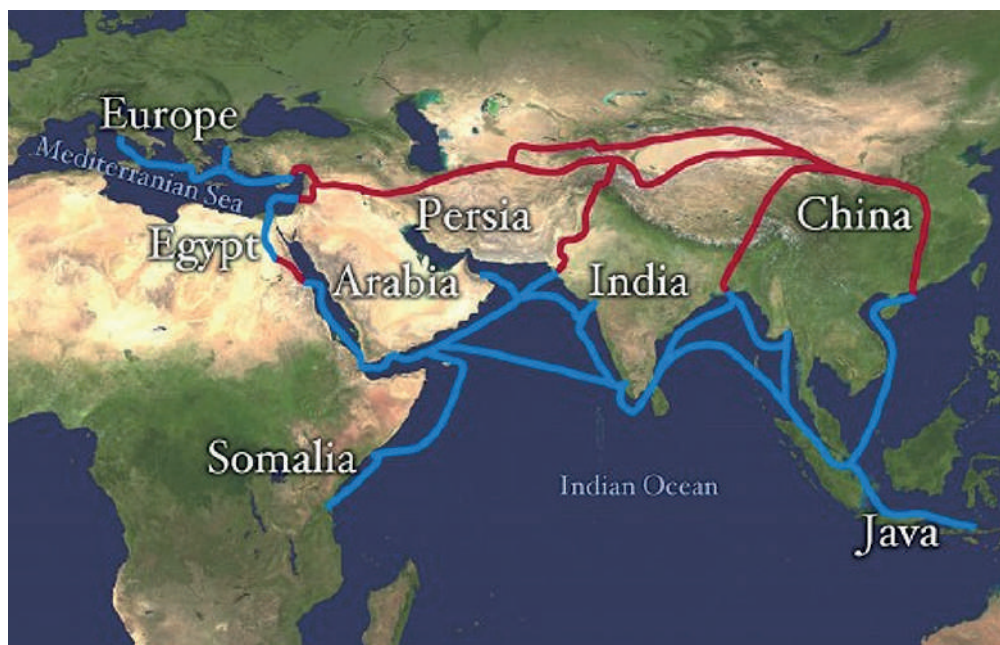 Europe
Mediterranean Sea
Egypt
Persia
China
Arabia
India
Somalia
Indian Ocean
Java